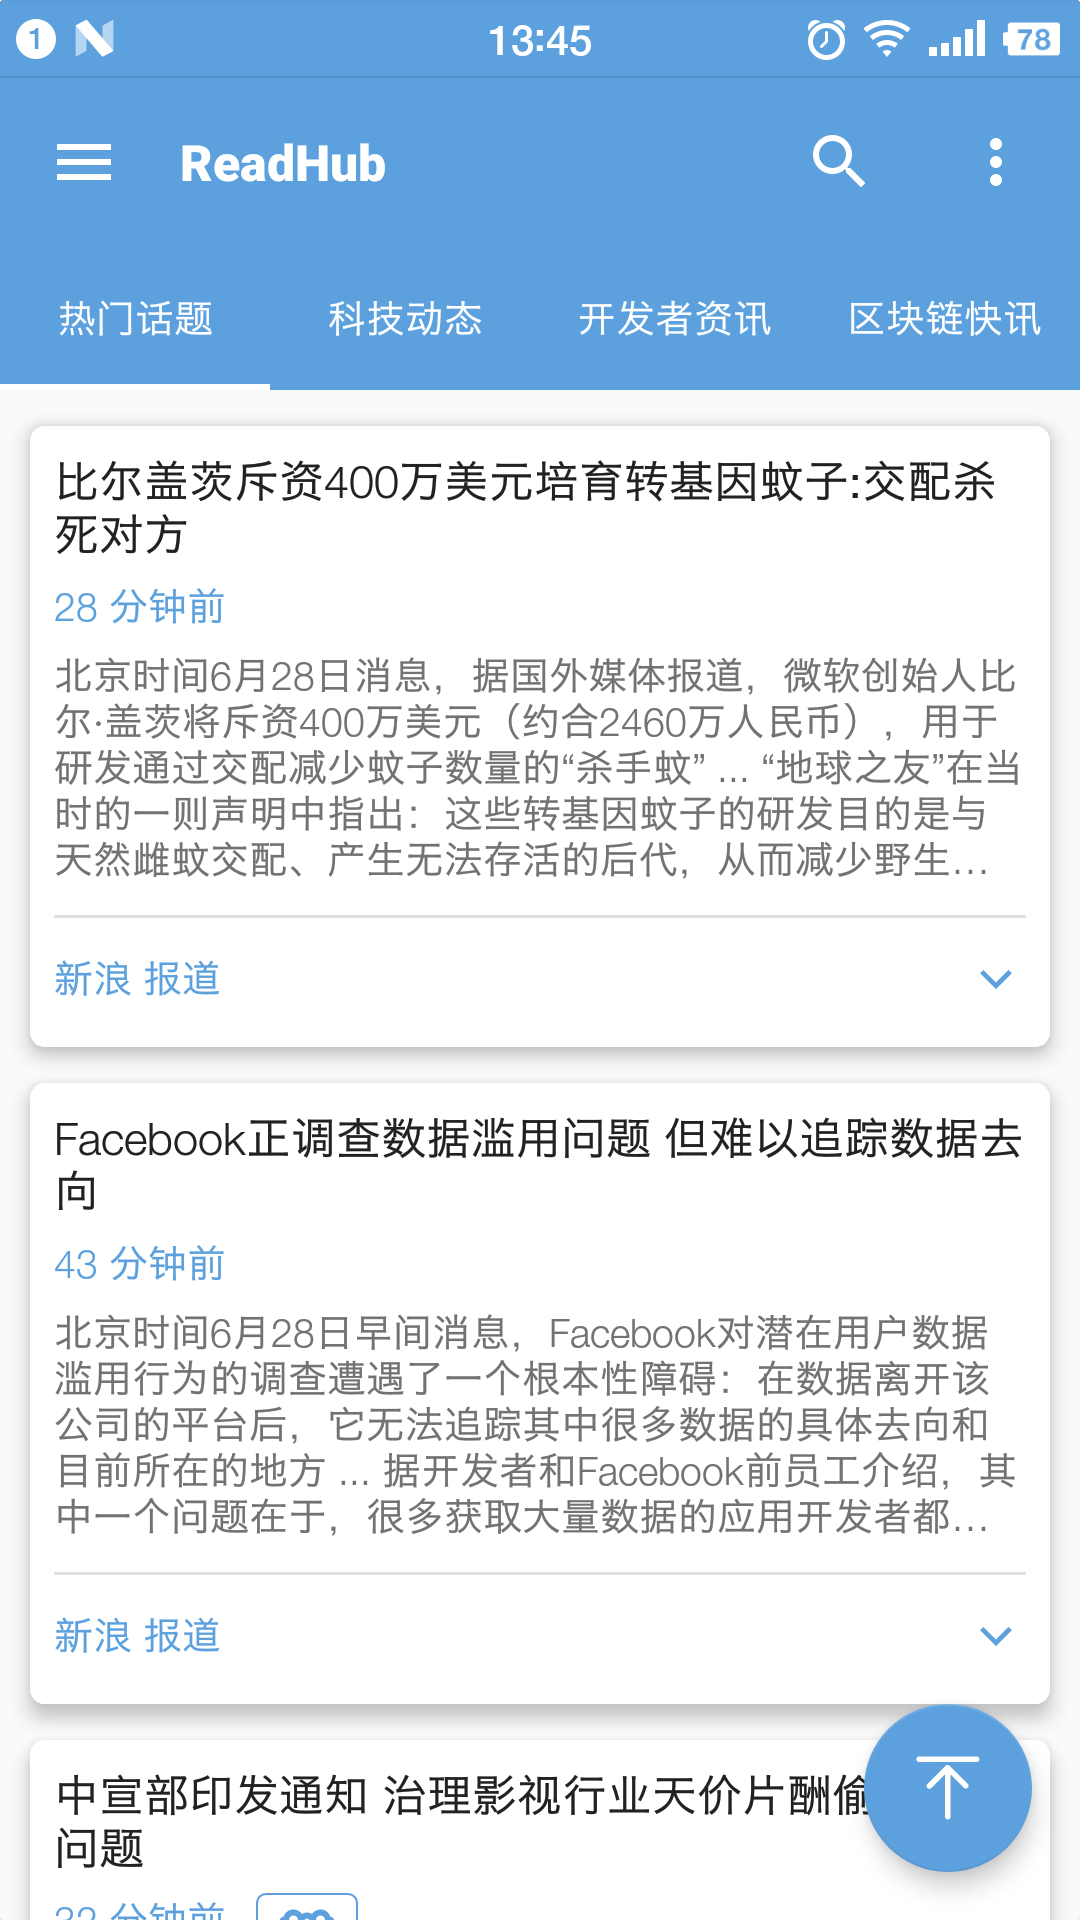 1
13:45
78
ReadHub
热门话题 科技动态 开发者资讯 区块链快讯
比尔盖茨斥资400万美元培育转基因蚊子:交配杀
死对方
28 分钟前
北京时间6月28日消息，据国外媒体报道，微软创始人比
尔·盖茨将斥资400万美元（约合2460万人民币），用于
研发通过交配减少蚊子数量的“杀手蚊” ... “地球之友”在当
时的一则声明中指出：这些转基因蚊子的研发目的是与
天然雌蚊交配、产生无法存活的后代，从而减少野生...
新浪 报道
Facebook正调查数据滥用问题 但难以追踪数据去
向
43 分钟前
北京时间6月28日早间消息，Facebook对潜在用户数据
滥用行为的调查遭遇了一个根本性障碍：在数据离开该
公司的平台后，它无法追踪其中很多数据的具体去向和
目前所在的地方 ... 据开发者和Facebook前员工介绍，其
中一个问题在于，很多获取大量数据的应用开发者都...
新浪 报道
中宣部印发通知 治理影视行业天价片酬偷
问题
分钟前